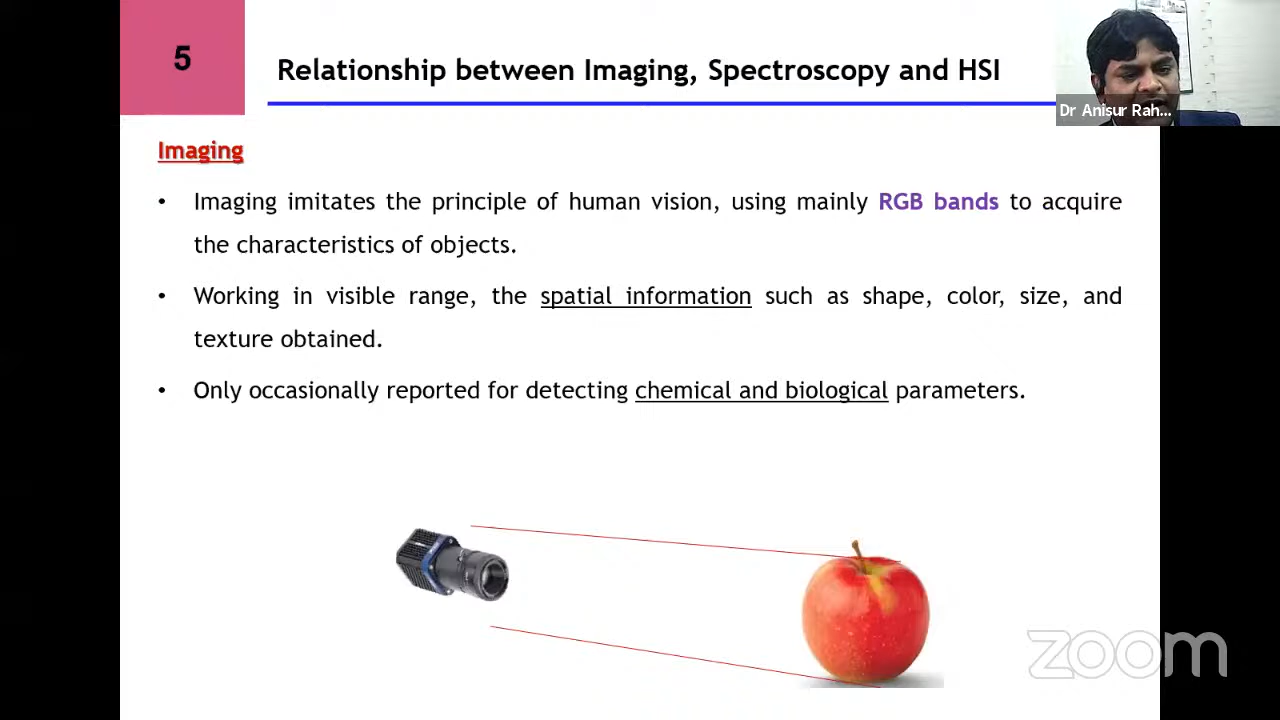 5
Relationship between Imaging, Spectroscopy and HSI
Dr Anisur Rah...
Imaging
• Imaging imitates the principle of human vision, using mainly RGB bands to acquire
the characteristics of objects.
• Working in visible range, the spatial information such as shape, color, size, and
texture obtained.
• Only occasionally reported for detecting chemical and biological parameters.
zoom